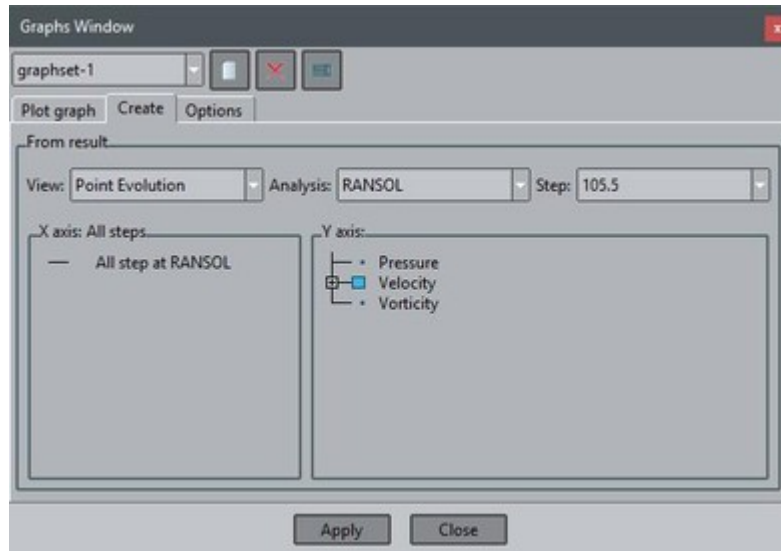 Graphs Window
x
graphset-1
Plot graph Create Options
From result
View: Point Evolution Analysis: RANSOL Step: 105.5
X axis: All steps Y axis:
All step at RANSOL Pressure
Velocity
Vorticity
Apply Close